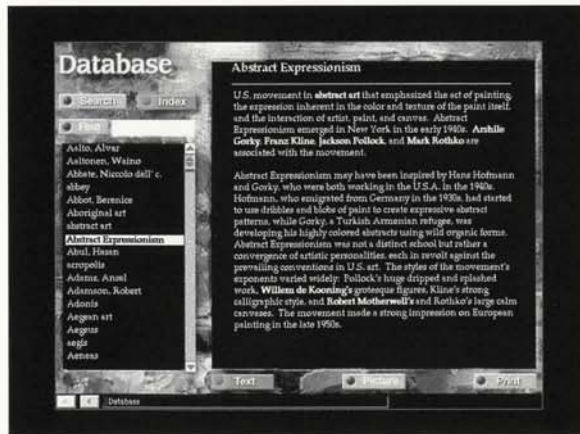 Database
Search
Index
Find
Aalto, Alvar
Aaltonen, Waino
Abbate, Niccolo dall' c.
abbey
Abbot, Berenice
Aboriginal art
abstract art
Abstract Expressionism
Abul, Hasan
acropolis
Adams, Ansel
Adamson, Robert
Adonis
Aegean art
Aegeus
aegis
Aeneas
Abstract Expressionism
U.S. movement in abstract art that emphasized the act of painting,
the expression inherent in the color and texture of the paint itself,
and the interaction of artist, paint, and canvas. Abstract
Expressionism emerged in New York in the early 1940s. Arshile
Gorky, Franz Kline, Jackson Pollock, and Mark Rothko are
associated with the movement.
Abstract Expressionism may have been inspired by Hans Hofmann
and Gorky, who were both working in the U.S.A. in the 1940s.
Hofmann, who emigrated from Germany in the 1930s, had started
to use dribbles and blobs of paint to create expressive abstract
patterns, while Gorky, a Turkish Armenian refugee, was
developing his highly colored abstracts using wild organic forms.
Abstract Expressionism was not a distinct school but rather a
convergence of artistic personalities, each in revolt against the
prevailing conventions in U.S. art. The styles of the movement's
exponents varied widely: Pollock's huge dripped and splashed
work, Willem de Kooning's grotesque figures, Kline's strong
calligraphic style, and Robert Motherwell's and Rothko's large calm
canvases. The movement made a strong impression on European
painting in the late 1950s.
Text
Picture
Print
Database